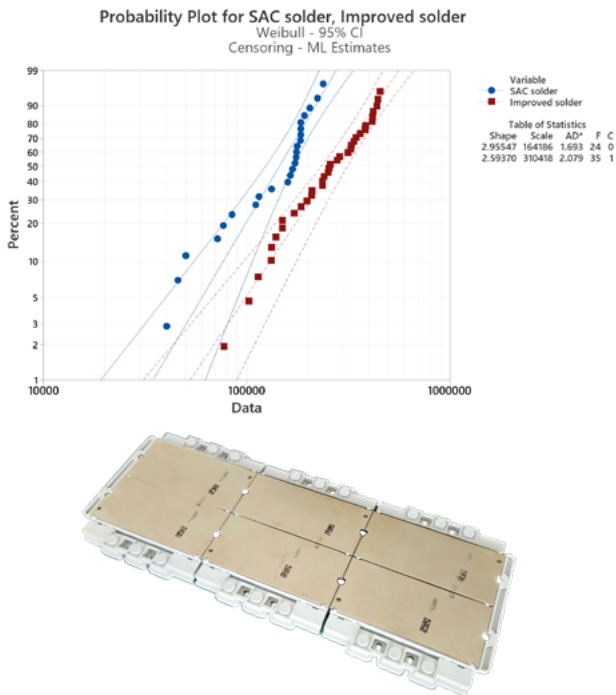 Probability Plot for SAC solder, Improved solder
Weibull - 95% CI
Censoring - ML Estimates
Percent
99
90
80
70
60
50
40
30
20
10
5
3
2
1
10000
100000
1000000
Data
Variable
SAC solder
Improved solder
Table of Statistics
Shape Scale AD* F C
2.95547 164186 1.693 24 0
2.59370 310418 2.079 35 1